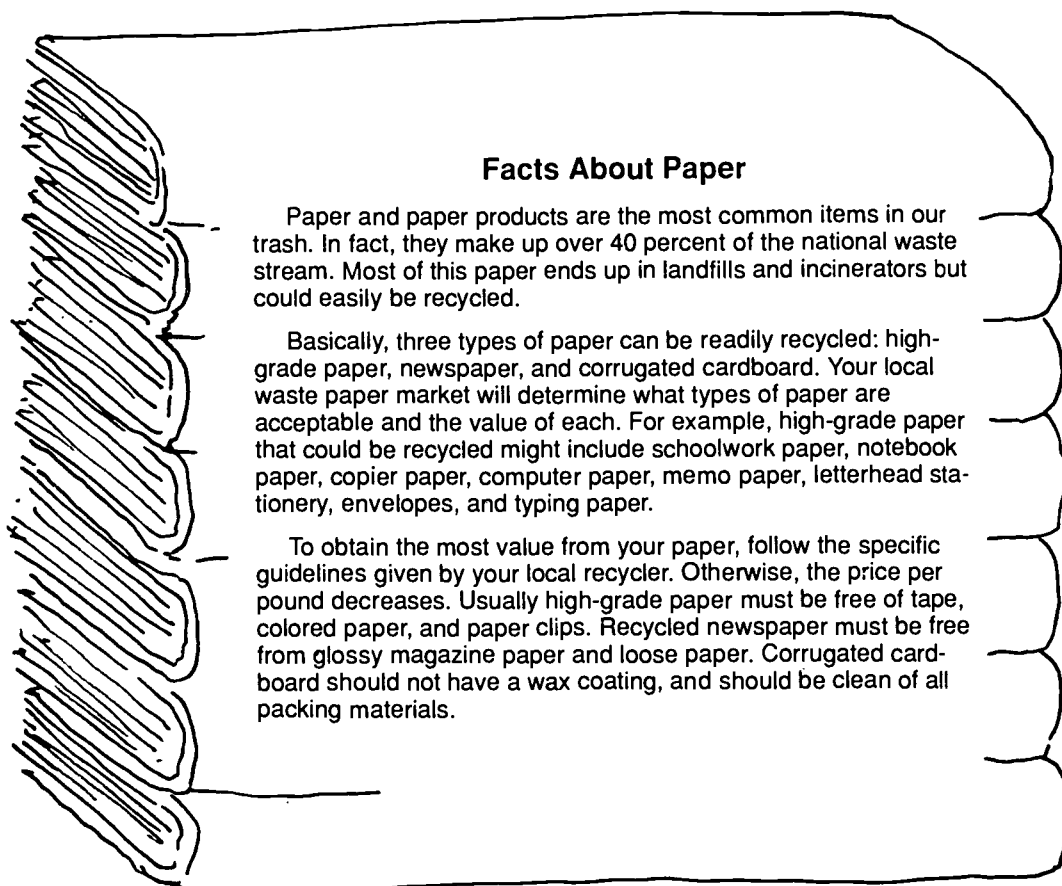 Facts About Paper
Paper and paper products are the most common items in our
trash. In fact, they make up over 40 percent of the national waste
stream. Most of this paper ends up in landfills and incinerators but
could easily be recycled.
Basically, three types of paper can be readily recycled: high-
grade paper, newspaper, and corrugated cardboard. Your local
waste paper market will determine what types of paper are
acceptable and the value of each. For example, high-grade paper
that could be recycled might include schoolwork paper, notebook
paper, copier paper, computer paper, memo paper, letterhead sta-
tionery, envelopes, and typing paper.
To obtain the most value from your paper, follow the specific
guidelines given by your local recycler. Otherwise, the price per
pound decreases. Usually high-grade paper must be free of tape,
colored paper, and paper clips. Recycled newspaper must be free
from glossy magazine paper and loose paper. Corrugated card-
board should not have a wax coating, and should be clean of all
packing materials.